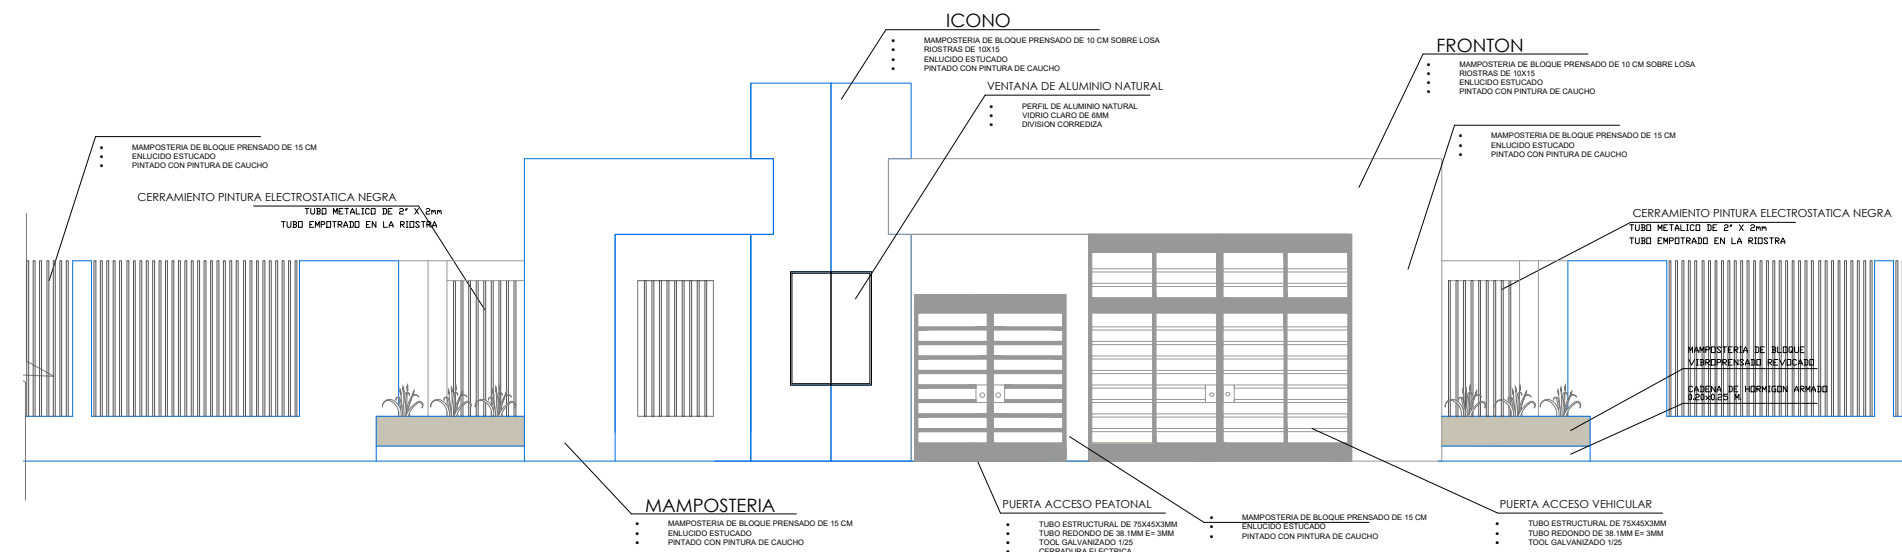 ICONO
MAMPOSTERIA DE BLOQUE PRENSADO DE 10 CM SOBRE LOSA
RIOSTRAS DE 10X15
ENLUCIDO ESTUCADO
PINTADO CON PINTURA DE CAUCHO
FRONTON
MAMPOSTERIA DE BLOQUE PRENSADO DE 10 CM SOBRE LOSA
RIOSTRAS DE 10X15
ENLUCIDO ESTUCADO
PINTADO CON PINTURA DE CAUCHO
VENTANA DE ALUMINIO NATURAL
PERFIL DE ALUMINIO NATURAL
VIDRIO CLARO DE 6MM
DIVISION CORREDIZA
MAMPOSTERIA DE BLOQUE PRENSADO DE 15 CM
ENLUCIDO ESTUCADO
PINTADO CON PINTURA DE CAUCHO
MAMPOSTERIA DE BLOQUE PRENSADO DE 15 CM
ENLUCIDO ESTUCADO
PINTADO CON PINTURA DE CAUCHO
CERRAMIENTO PINTURA ELECTROSTATICA NEGRA
TUBO METALICO DE 2" X 2mm
TUBO EMPOTRADO EN LA RIOSTRA
CERRAMIENTO PINTURA ELECTROSTATICA NEGRA
TUBO METALICO DE 2" X 2mm
TUBO EMPOTRADO EN LA RIOSTRA
MAMPOSTERIA DE BLOQUE
VIBROPRENSADO REVOCADO
CADENA DE HORMIGON ARMADO
0.20x0.25 M.
MAMPOSTERIA
MAMPOSTERIA DE BLOQUE PRENSADO DE 15 CM
ENLUCIDO ESTUCADO
PINTADO CON PINTURA DE CAUCHO
PUERTA ACCESO PEATONAL
TUBO ESTRUCTURAL DE 75X45X3MM
TUBO REDONDO DE 38.1MM E= 3MM
TOOL GALVANIZADO 1/25
CERRADURA ELECTRICA
MAMPOSTERIA DE BLOQUE PRENSADO DE 15 CM
ENLUCIDO ESTUCADO
PINTADO CON PINTURA DE CAUCHO
PUERTA ACCESO VEHICULAR
TUBO ESTRUCTURAL DE 75X45X3MM
TUBO REDONDO DE 38.1MM E= 3MM
TOOL GALVANIZADO 1/25